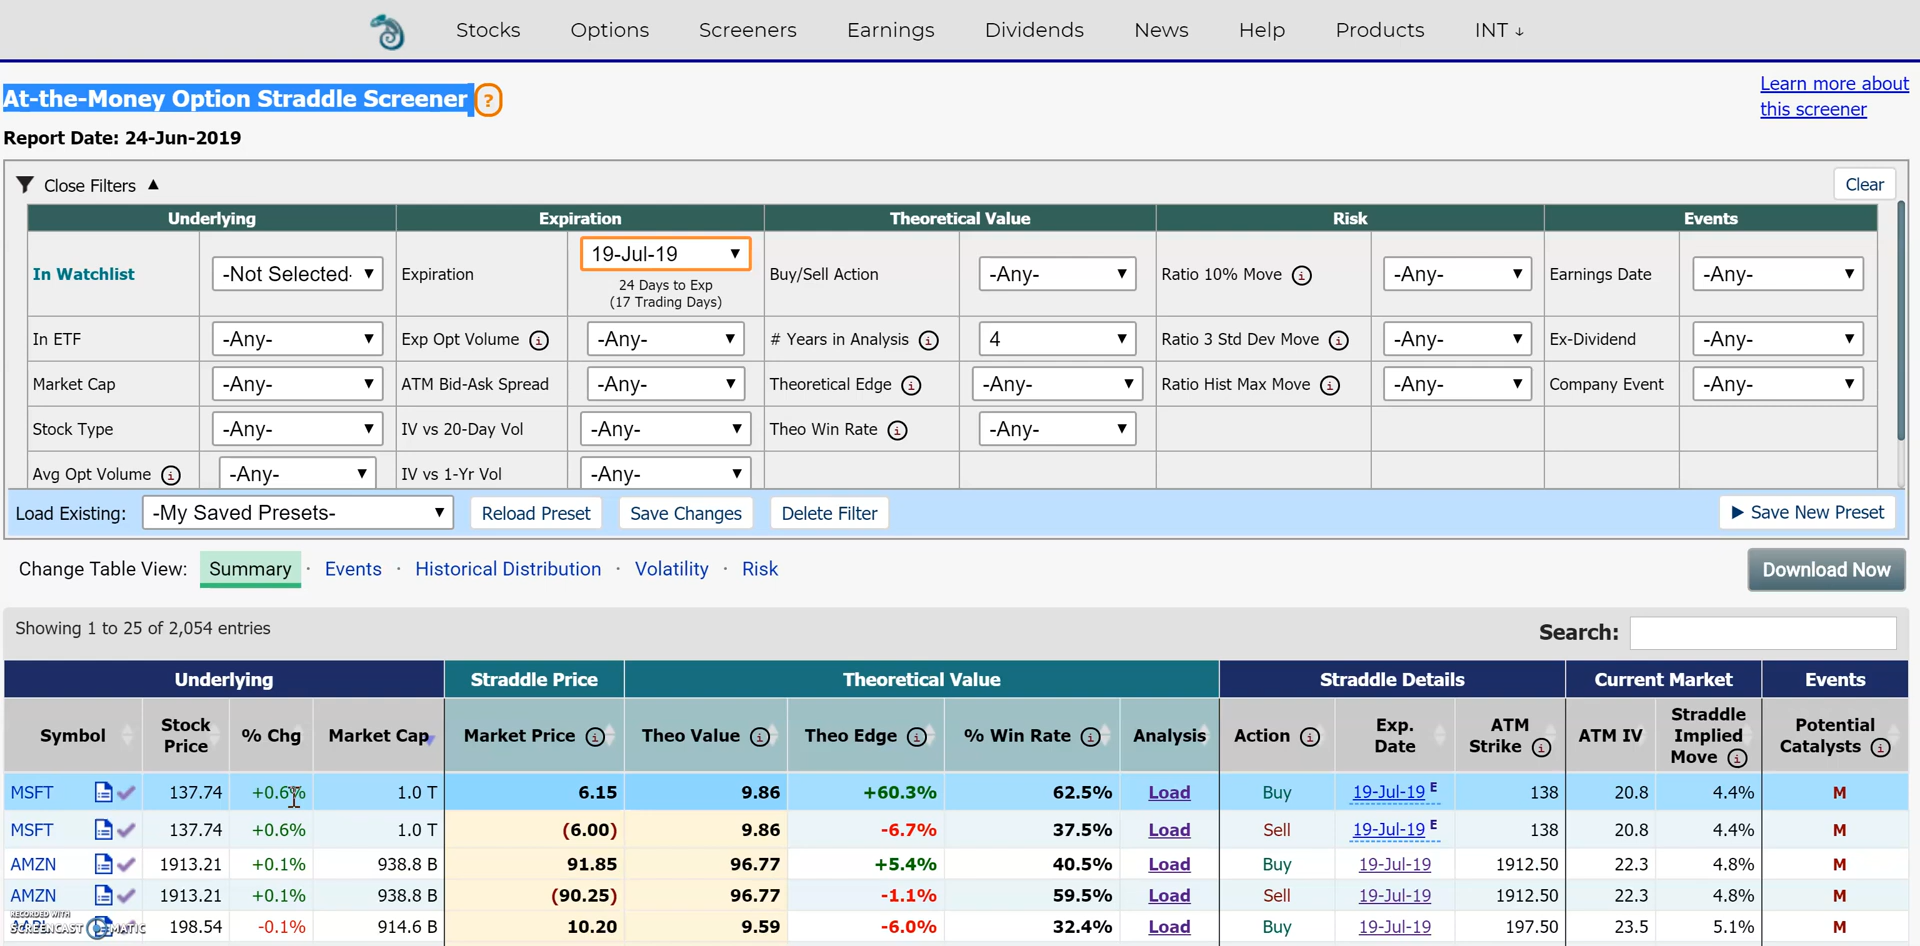 Stocks Options Screeners Earnings Dividends News Help Products INT ↓
At-the-Money Option Straddle Screener ?
Learn more about
this screener
Report Date: 24-Jun-2019
Close Filters ▲ Clear
Underlying Expiration Theoretical Value Risk Events
In Watchlist -Not Selected- Expiration 19-Jul-19 Buy/Sell Action -Any- Ratio 10% Move i -Any- Earnings Date -Any-
24 Days to Exp
(17 Trading Days)
In ETF -Any- Exp Opt Volume i -Any- # Years in Analysis i 4 Ratio 3 Std Dev Move i -Any- Ex-Dividend -Any-
Market Cap -Any- ATM Bid-Ask Spread -Any- Theoretical Edge i -Any- Ratio Hist Max Move i -Any- Company Event -Any-
Stock Type -Any- IV vs 20-Day Vol -Any- Theo Win Rate i -Any-
Avg Opt Volume i -Any- IV vs 1-Yr Vol -Any-
Load Existing: -My Saved Presets- Reload Preset Save Changes Delete Filter ▶ Save New Preset
Change Table View: Summary · Events · Historical Distribution · Volatility · Risk Download Now
Showing 1 to 25 of 2,054 entries Search:
Underlying Straddle Price Theoretical Value Straddle Details Current Market Events
Symbol Stock Price % Chg Market Cap Market Price i Theo Value i Theo Edge i % Win Rate i Analysis Action i Exp. Date ATM Strike i ATM IV Straddle Implied Move i Potential Catalysts i
MSFT 137.74 +0.6% 1.0 T 6.15 9.86 +60.3% 62.5% Load Buy 19-Jul-19 E 138 20.8 4.4% M
MSFT 137.74 +0.6% 1.0 T (6.00) 9.86 -6.7% 37.5% Load Sell 19-Jul-19 E 138 20.8 4.4% M
AMZN 1913.21 +0.1% 938.8 B 91.85 96.77 +5.4% 40.5% Load Buy 19-Jul-19 1912.50 22.3 4.8% M
AMZN 1913.21 +0.1% 938.8 B (90.25) 96.77 -1.1% 59.5% Load Sell 19-Jul-19 1912.50 22.3 4.8% M
RECORDED WITH
AAPL 198.54 -0.1% 914.6 B 10.20 9.59 -6.0% 32.4% Load Buy 19-Jul-19 197.50 23.5 5.1% M
SCREENCAST-O-MATIC